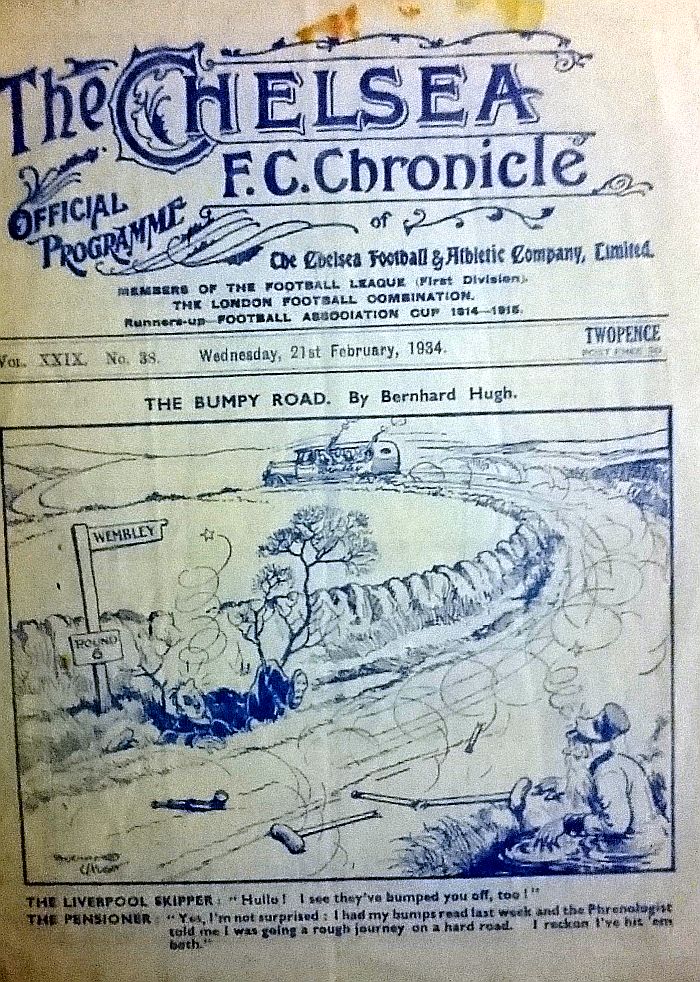 The CHELSEA
F.C. Chronicle
OFFICIAL
PROGRAMME
of
The Chelsea Football & Athletic Company, Limited.
MEMBERS OF THE FOOTBALL LEAGUE (First Division).
THE LONDON FOOTBALL COMBINATION.
Runners-up—FOOTBALL ASSOCIATION CUP 1914—1915.
VOL. XXIX. No. 38. Wednesday, 21st February, 1934.
TWOPENCE
POST FREE
THE BUMPY ROAD. By Bernhard Hugh.
WEMBLEY
ROUND
6
THE LIVERPOOL SKIPPER: "Hullo! I see they've bumped you off, too!"
THE PENSIONER: "Yes, I'm not surprised: I had my bumps read last week and the Phrenologist
told me I was going a rough journey on a hard road. I reckon I've hit 'em
both."